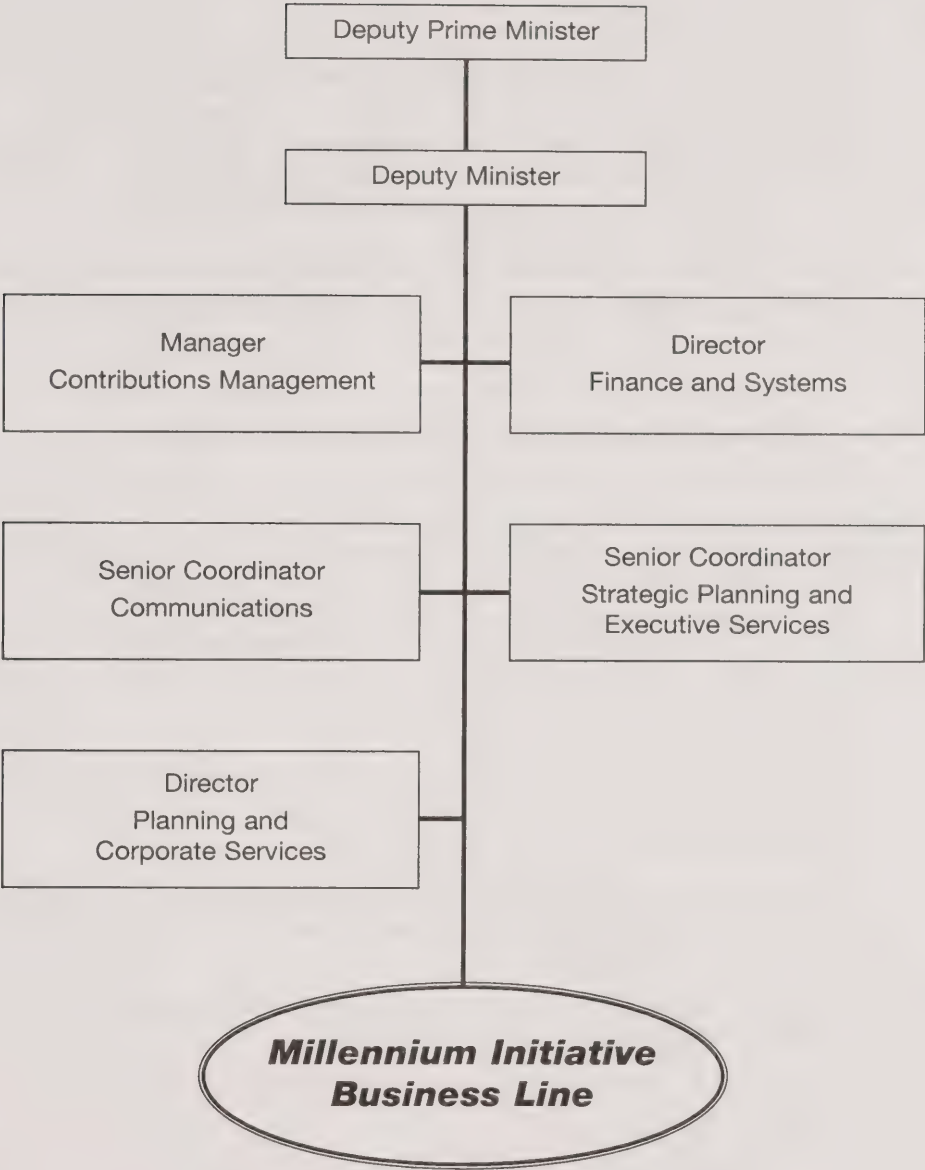 Deputy Prime Minister
Deputy Minister
Manager
Contributions Management
Director
Finance and Systems
Senior Coordinator
Communications
Senior Coordinator
Strategic Planning and
Executive Services
Director
Planning and
Corporate Services
Millennium Initiative
Business Line